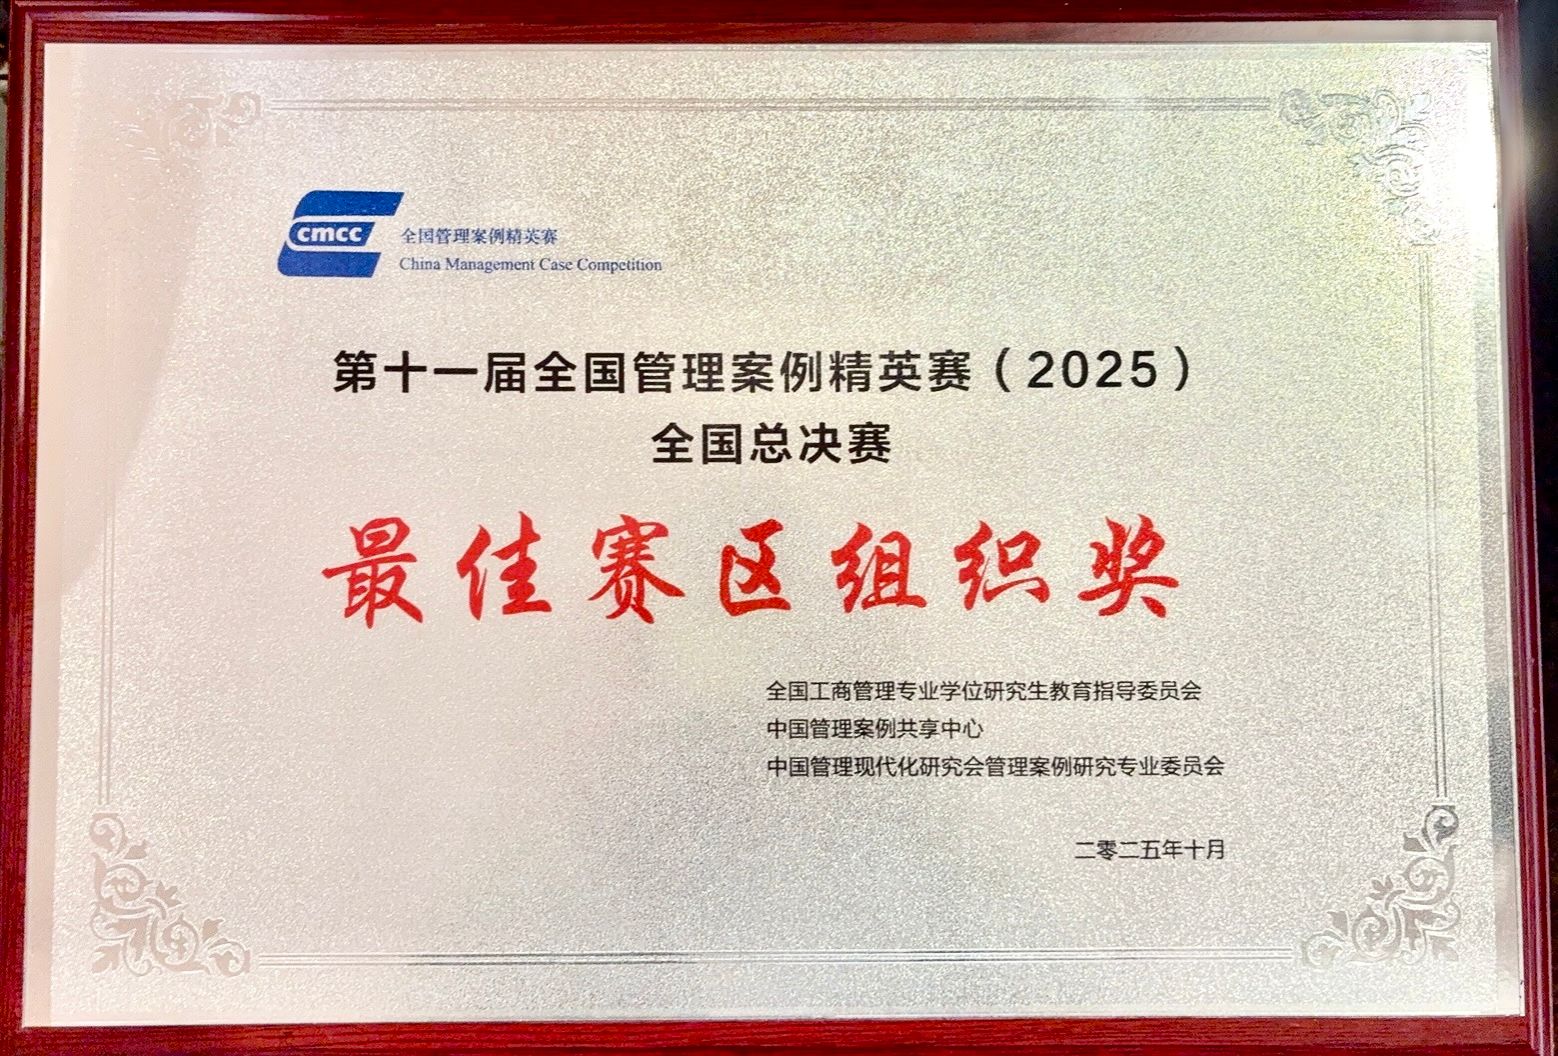 cmcc
全国管理案例精英赛
China Management Case Competition
第十一届全国管理案例精英赛（2025）
全国总决赛
最佳赛区组织奖
全国工商管理专业学位研究生教育指导委员会
中国管理案例共享中心
中国管理现代化研究会管理案例研究专业委员会
二零二五年十月